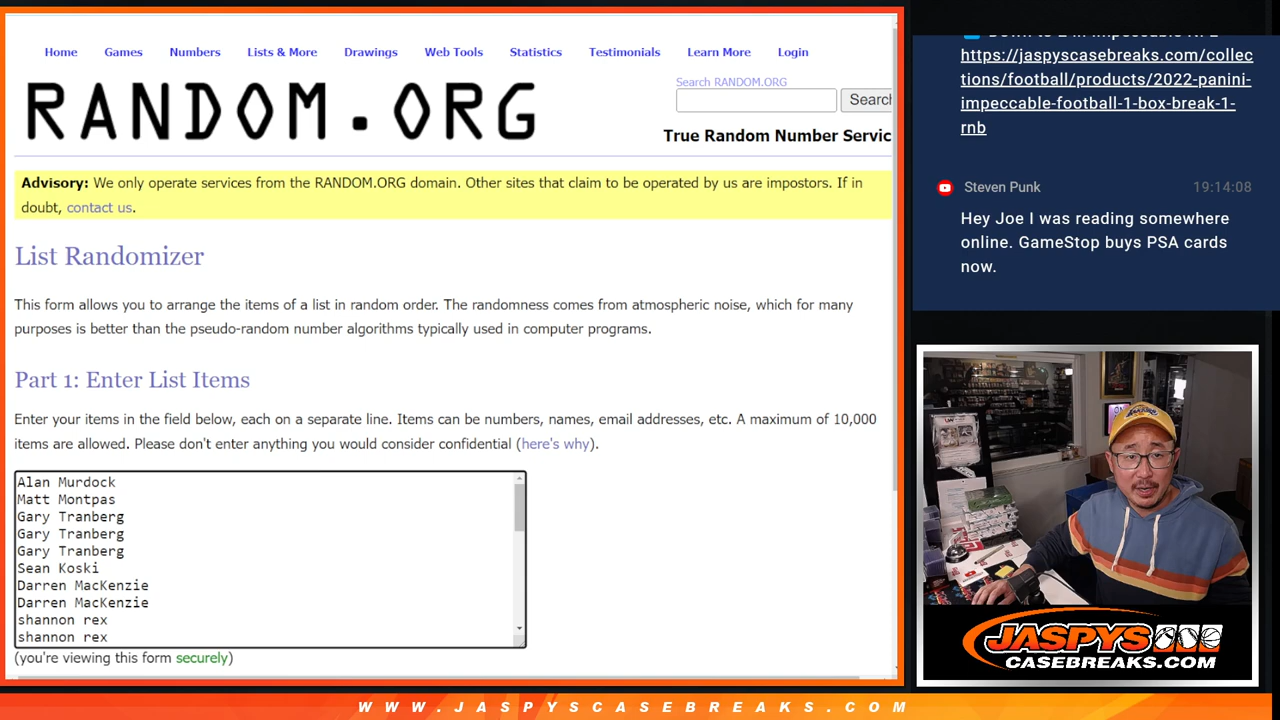 Home Games Numbers Lists & More Drawings Web Tools Statistics Testimonials Learn More Login
RANDOM.ORG
Search RANDOM.ORG
Search
True Random Number Servic
Advisory: We only operate services from the RANDOM.ORG domain. Other sites that claim to be operated by us are impostors. If in
doubt, contact us.
List Randomizer
This form allows you to arrange the items of a list in random order. The randomness comes from atmospheric noise, which for many
purposes is better than the pseudo-random number algorithms typically used in computer programs.
Part 1: Enter List Items
Enter your items in the field below, each on a separate line. Items can be numbers, names, email addresses, etc. A maximum of 10,000
items are allowed. Please don't enter anything you would consider confidential (here's why).
Alan Murdock
Matt Montpas
Gary Tranberg
Gary Tranberg
Gary Tranberg
Sean Koski
Darren MacKenzie
Darren MacKenzie
shannon rex
shannon rex
(you're viewing this form securely)
https://jaspyscasebreaks.com/collec
tions/football/products/2022-panini-
impeccable-football-1-box-break-1-
rnb
Steven Punk 19:14:08
Hey Joe I was reading somewhere
online. GameStop buys PSA cards
now.
JASPYS
CASEBREAKS.COM
WWW.JASPYSCASEBREAKS.COM